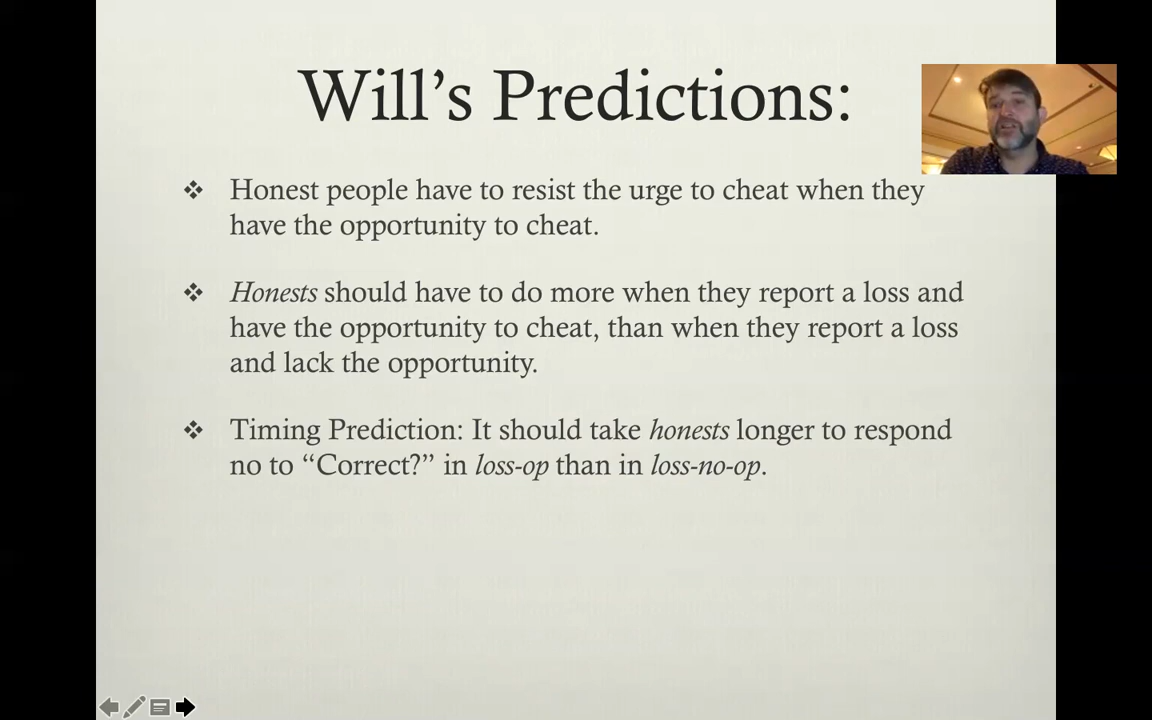 Will’s Predictions:
❖ Honest people have to resist the urge to cheat when they
have the opportunity to cheat.
❖ Honests should have to do more when they report a loss and
have the opportunity to cheat, than when they report a loss
and lack the opportunity.
❖ Timing Prediction: It should take honests longer to respond
no to “Correct?” in loss-op than in loss-no-op.